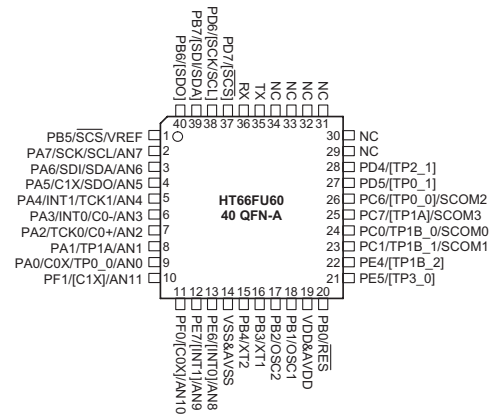 PB6/[SDO]
PB7/[SDI/SDA]
PD6/[SCK/SCL]
PD7/[SCS]
RX
TX
NC
NC
NC
NC
40 39 38 37 36 35 34 33 32 31
PB5/SCS/VREF 1
PA7/SCK/SCL/AN7 2
PA6/SDI/SDA/AN6 3
PA5/C1X/SDO/AN5 4
PA4/INT1/TCK1/AN4 5
PA3/INT0/C0-/AN3 6
PA2/TCK0/C0+/AN2 7
PA1/TP1A/AN1 8
PA0/C0X/TP0_0/AN0 9
PF1/[C1X]/AN11 10
HT66FU60
40 QFN-A
30 NC
29 NC
28 PD4/[TP2_1]
27 PD5/[TP0_1]
26 PC6/[TP0_0]/SCOM2
25 PC7/[TP1A]/SCOM3
24 PC0/TP1B_0/SCOM0
23 PC1/TP1B_1/SCOM1
22 PE4/[TP1B_2]
21 PE5/[TP3_0]
11 12 13 14 15 16 17 18 19 20
PF0/[C0X]/AN10
PE7/[INT1]/AN9
PE6/[INT0]/AN8
VSS&AVSS
PB4/XT2
PB3/XT1
PB2/OSC2
PB1/OSC1
VDD&AVDD
PB0/RES